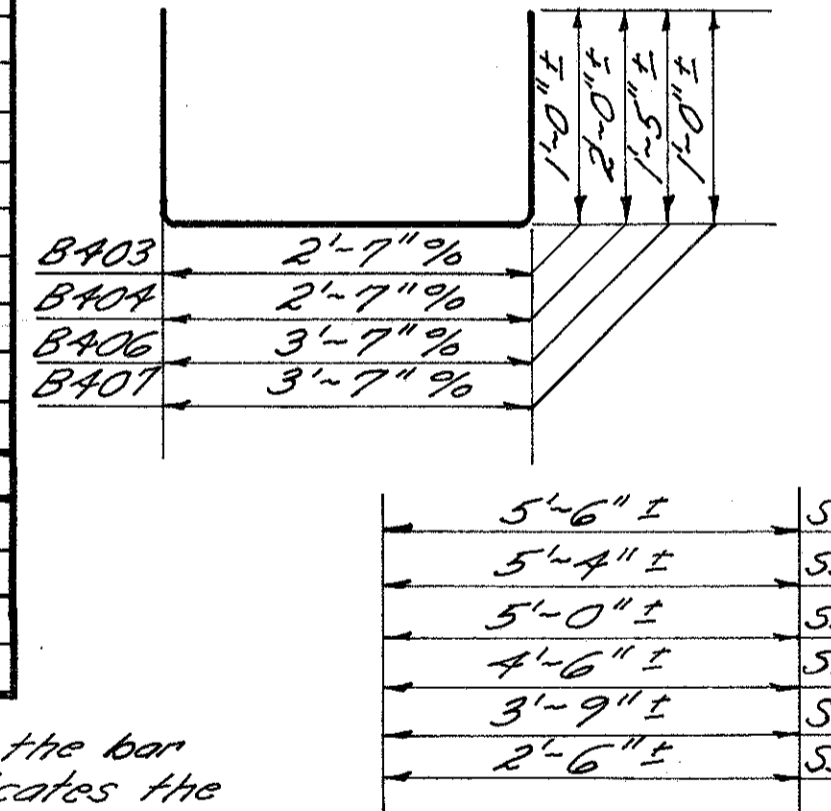 1'-0" ±
2'-0" ±
1'-5" ±
1'-0" ±
B403 2'-7" %
B404 2'-7" %
B406 3'-7" %
B407 3'-7" %
5'-6" ± S
5'-4" ± S
5'-0" ± S
4'-6" ± S
3'-9" ± S
2'-6" ± S
the bar
cates the